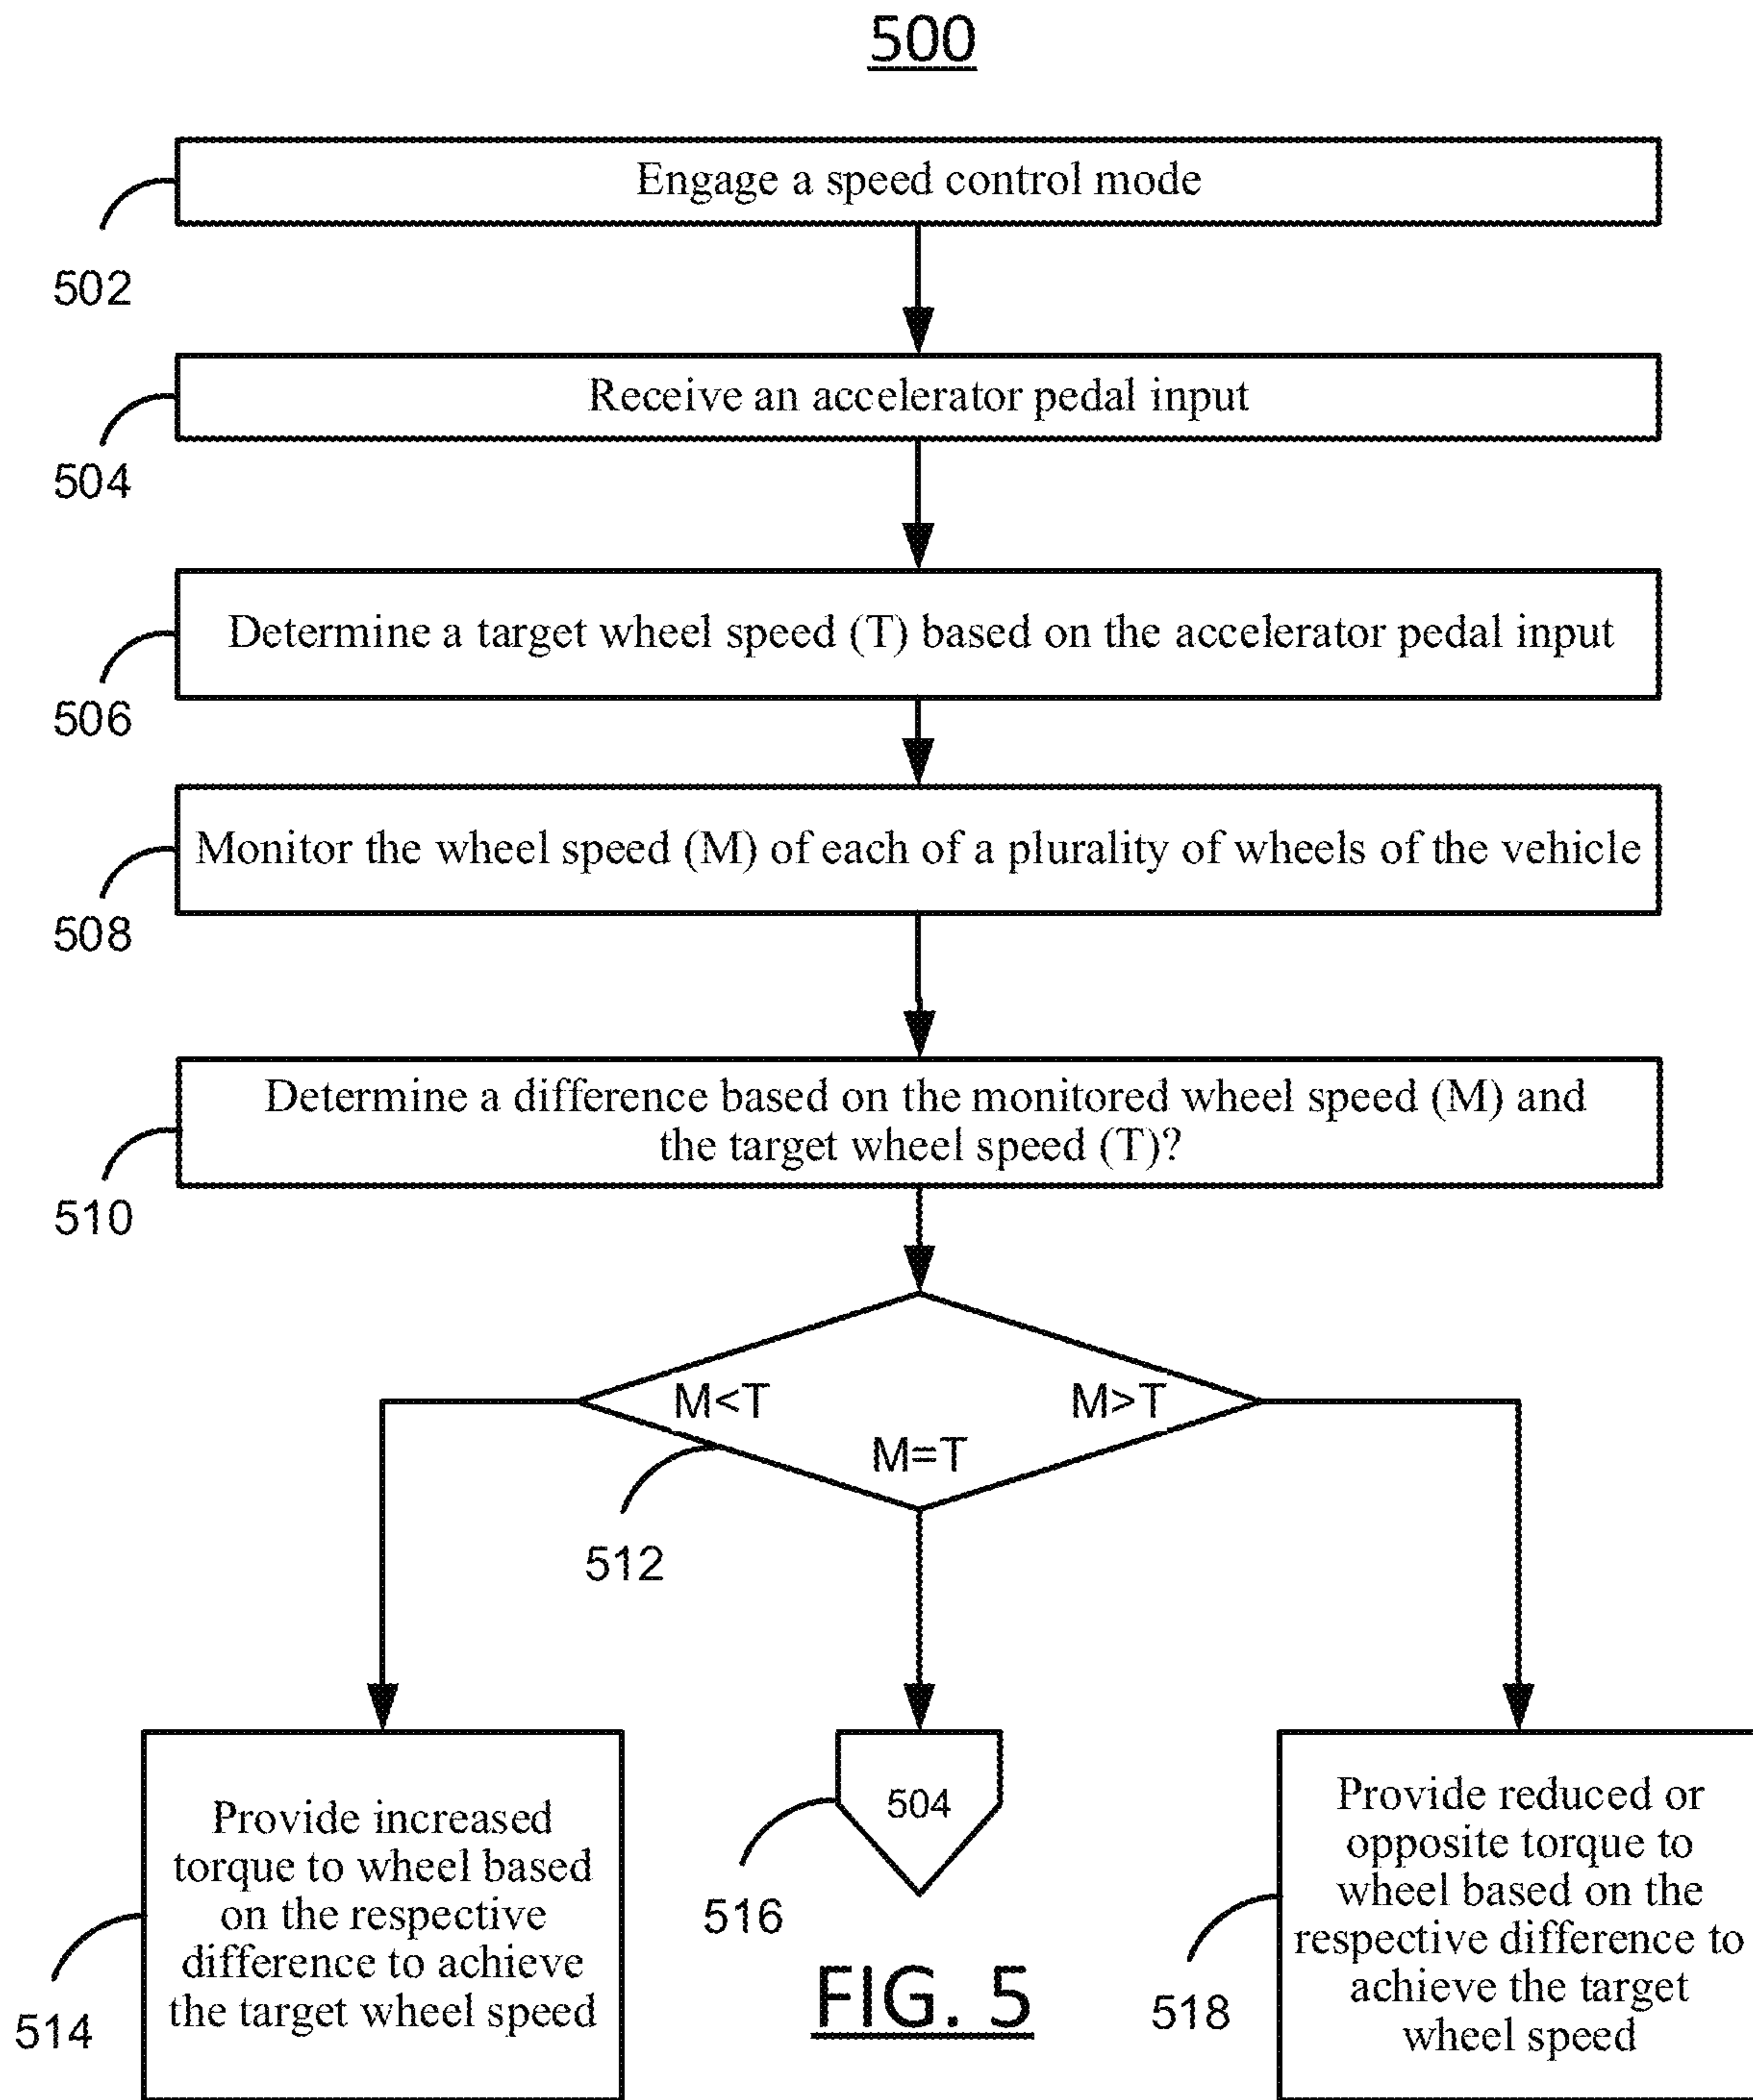 500
Engage a speed control mode
502
Receive an accelerator pedal input
504
Determine a target wheel speed (T) based on the accelerator pedal input
506
Monitor the wheel speed (M) of each of a plurality of wheels of the vehicle
508
Determine a difference based on the monitored wheel speed (M) and
the target wheel speed (T)?
510
M<T
M>T
M=T
512
Provide increased
torque to wheel based
on the respective
difference to achieve
the target wheel speed
514
504
516
Provide reduced or
opposite torque to
wheel based on the
respective difference to
achieve the target
wheel speed
518
FIG. 5